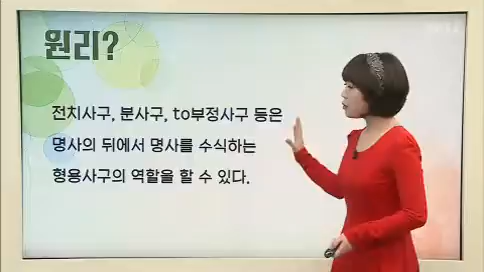 원리?
전치사구, 분사구, to부정사구 등은
명사의 뒤에서 명사를 수식하는
형용사구의 역할을 할 수 있다.